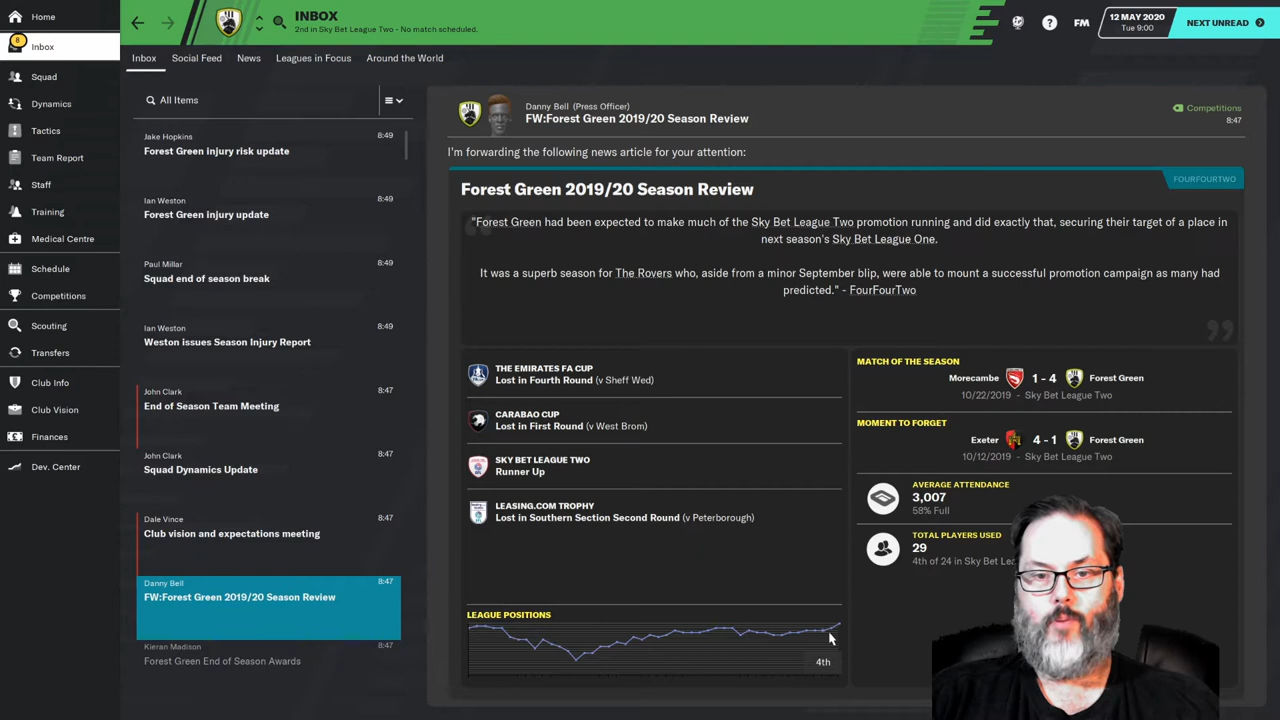 Home
8
Inbox
Squad
Dynamics
Tactics
Team Report
Staff
Training
Medical Centre
Schedule
Competitions
Scouting
Transfers
Club Info
Club Vision
Finances
Dev. Center
INBOX
2nd in Sky Bet League Two - No match scheduled.
?
FM
12 MAY 2020
Tue 9:00
NEXT UNREAD
Inbox
Social Feed
News
Leagues in Focus
Around the World
All Items
Jake Hopkins
8:49
Forest Green injury risk update
Ian Weston
8:49
Forest Green injury update
Paul Millar
8:49
Squad end of season break
Ian Weston
8:49
Weston issues Season Injury Report
John Clark
8:47
End of Season Team Meeting
John Clark
8:47
Squad Dynamics Update
Dale Vince
8:47
Club vision and expectations meeting
Danny Bell
8:47
FW:Forest Green 2019/20 Season Review
Kieran Madison
8:47
Forest Green End of Season Awards
Danny Bell (Press Officer)
FW:Forest Green 2019/20 Season Review
Competitions
8:47
I'm forwarding the following news article for your attention:
FOURFOURTWO
Forest Green 2019/20 Season Review
"Forest Green had been expected to make much of the Sky Bet League Two promotion running and did exactly that, securing their target of a place in
next season's Sky Bet League One.
It was a superb season for The Rovers who, aside from a minor September blip, were able to mount a successful promotion campaign as many had
predicted." - FourFourTwo
THE EMIRATES FA CUP
Lost in Fourth Round (v Sheff Wed)
CARABAO CUP
Lost in First Round (v West Brom)
SKY BET LEAGUE TWO
Runner Up
LEASING.COM TROPHY
Lost in Southern Section Second Round (v Peterborough)
LEAGUE POSITIONS
4th
MATCH OF THE SEASON
Morecambe 1 - 4 Forest Green
10/22/2019 - Sky Bet League Two
MOMENT TO FORGET
Exeter 4 - 1 Forest Green
10/12/2019 - Sky Bet League Two
AVERAGE ATTENDANCE
3,007
58% Full
TOTAL PLAYERS USED
29
4th of 24 in Sky Bet